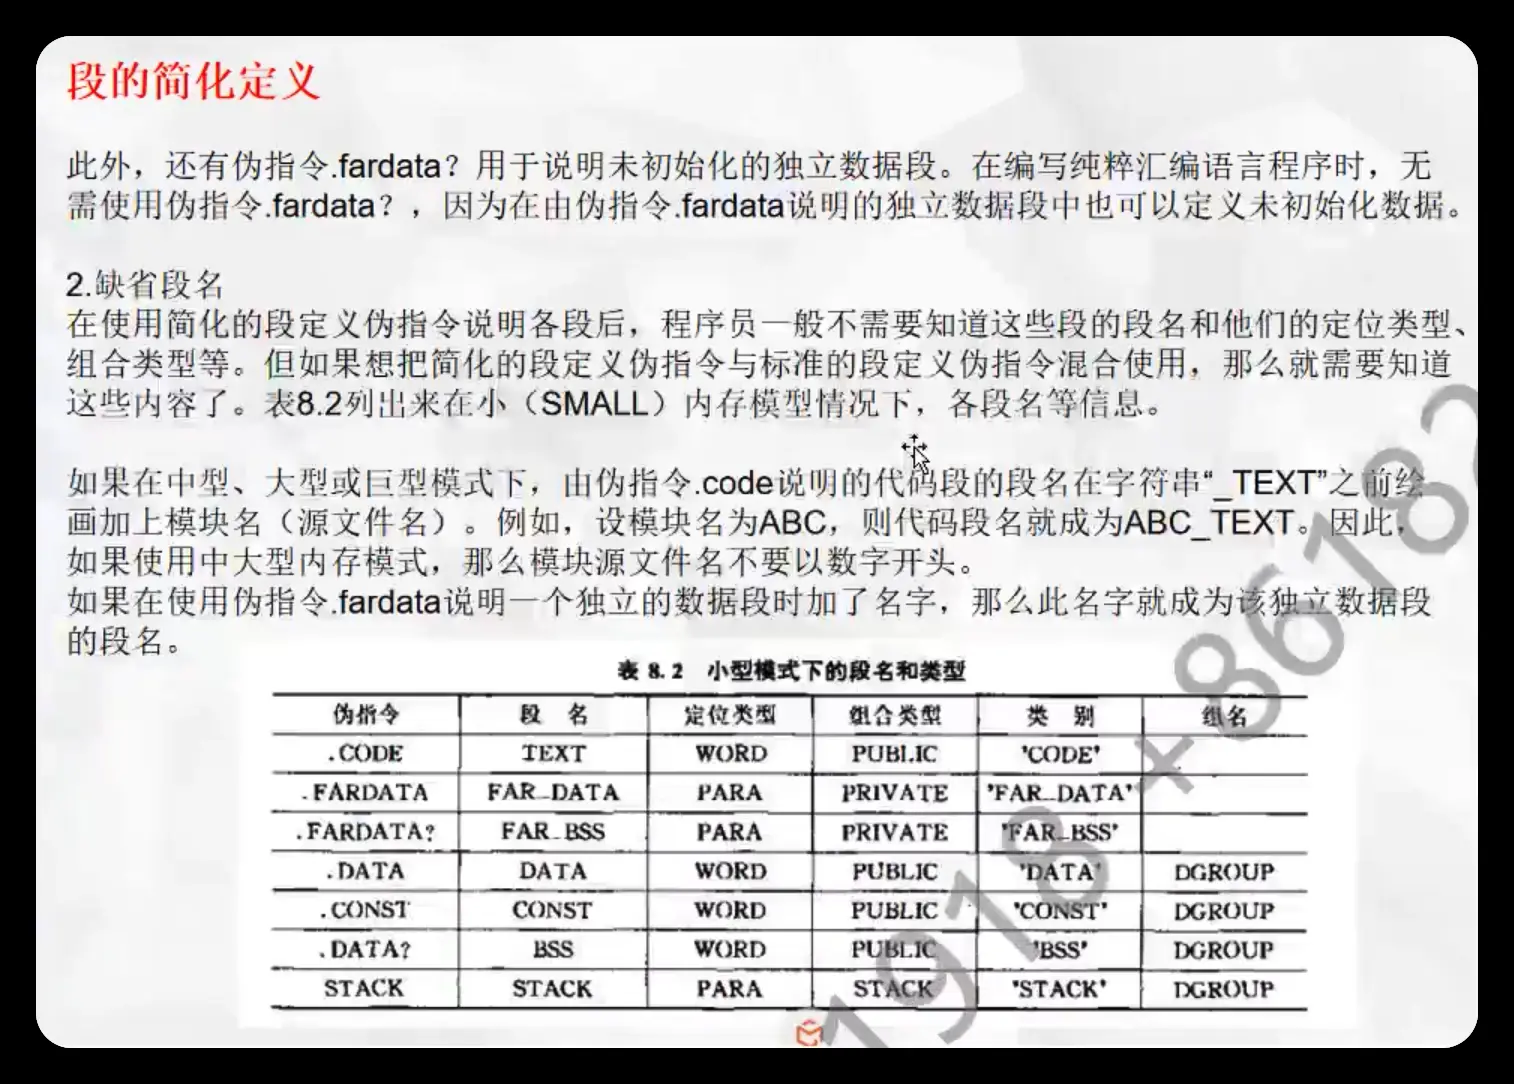 段的简化定义
此外，还有伪指令.fardata？用于说明未初始化的独立数据段。在编写纯粹汇编语言程序时，无
需使用伪指令.fardata？，因为在由伪指令.fardata说明的独立数据段中也可以定义未初始化数据。
2.缺省段名
在使用简化的段定义伪指令说明各段后，程序员一般不需要知道这些段的段名和他们的定位类型、
组合类型等。但如果想把简化的段定义伪指令与标准的段定义伪指令混合使用，那么就需要知道
这些内容了。表8.2列出来在小（SMALL）内存模型情况下，各段名等信息。
如果在中型、大型或巨型模式下，由伪指令.code说明的代码段的段名在字符串“_TEXT”之前绘
画加上模块名（源文件名）。例如，设模块名为ABC，则代码段名就成为ABC_TEXT。因此，
如果使用中大型内存模式，那么模块源文件名不要以数字开头。
如果在使用伪指令.fardata说明一个独立的数据段时加了名字，那么此名字就成为该独立数据段
的段名。
表 8.2 小型模式下的段名和类型
伪指令 段 名 定位类型 组合类型 类 别 组名
.CODE TEXT WORD PUBLIC 'CODE'
.FARDATA FAR_DATA PARA PRIVATE 'FAR_DATA'
.FARDATA? FAR_BSS PARA PRIVATE 'FAR_BSS'
.DATA DATA WORD PUBLIC 'DATA' DGROUP
.CONST CONST WORD PUBLIC 'CONST' DGROUP
.DATA? BSS WORD PUBLIC 'BSS' DGROUP
STACK STACK PARA STACK 'STACK' DGROUP
1918 +86182